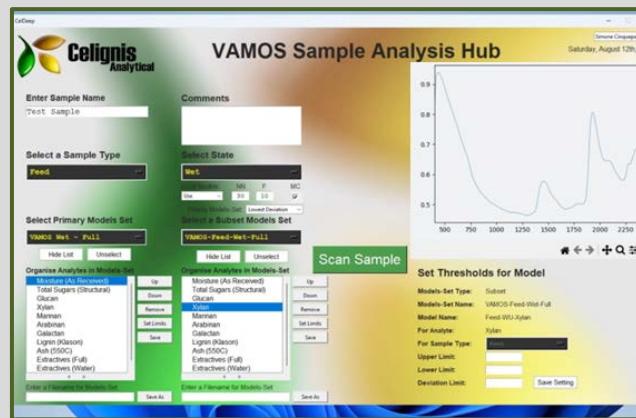 CelDeep
Celignis
Analytical
VAMOS Sample Analysis Hub
Saturday, August 12th,
Enter Sample Name
Test Sample
Comments
Select a Sample Type
Feed
Select State
Wet
NN F MC
30 10
Primary Models-Set: Lowest Deviation
Select Primary Models Set
VAMOS Wet - Full
Hide List Unselect
Select a Subset Models Set
VAMOS-Feed-Wet-Full
Hide List Unselect
Scan Sample
Organise Analytes in Models-Set
Moisture (As Received)
Total Sugars (Structural)
Glucan
Xylan
Mannan
Arabinan
Galactan
Lignin (Klason)
Ash (550C)
Extractives (Full)
Extractives (Water)
Up
Down
Remove
Set Limits
Save
Enter a Filename for Models-Set
Save As
Organise Analytes in Models-Set
Moisture (As Received)
Total Sugars (Structural)
Glucan
Xylan
Mannan
Arabinan
Galactan
Lignin (Klason)
Ash (550C)
Extractives (Full)
Extractives (Water)
Up
Down
Remove
Set Limits
Save
Enter a Filename for Models-Set
Save As
0.9
0.8
0.7
0.6
0.5
500 750 1000 1250 1500 1750 2000 2250
Set Thresholds for Model
Models-Set Type: Subset
Models-Set Name: VAMOS-Feed-Wet-Full
Model Name: Feed-WU-Xylan
For Analyte: Xylan
For Sample Type: Feed
Upper Limit:
Lower Limit:
Deviation Limit: Save Setting